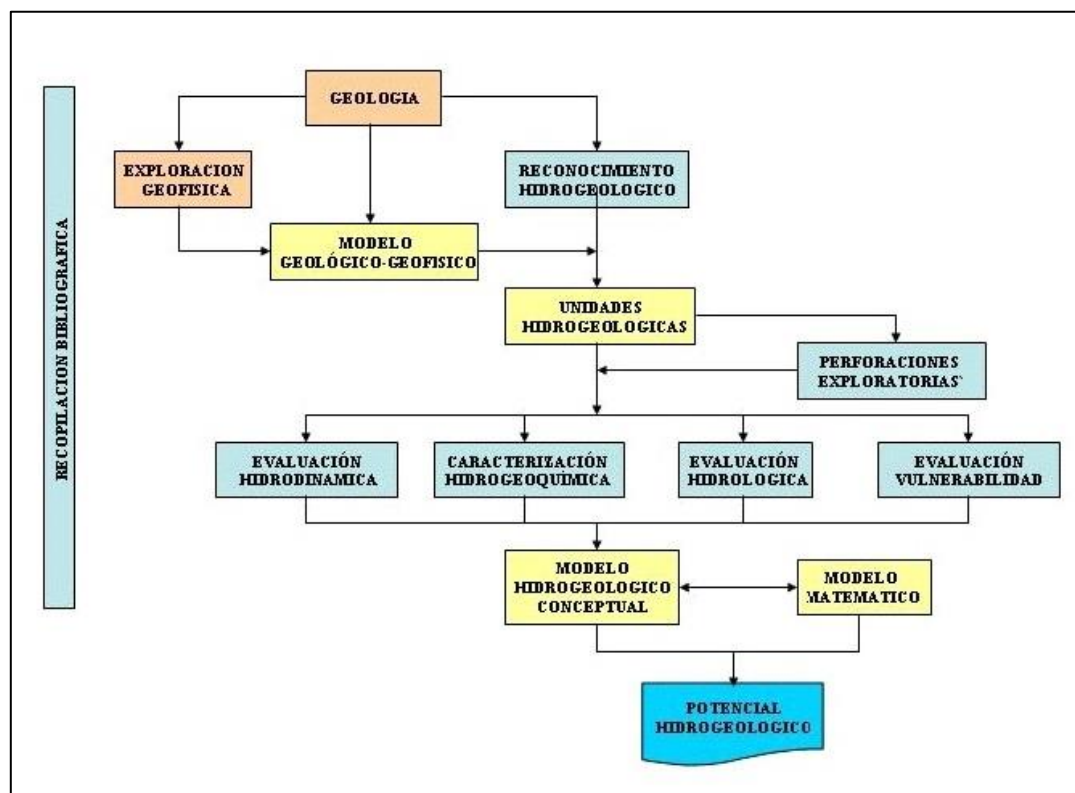 RECOPILACION BIBLIOGRAFICA
GEOLOGIA
EXPLORACION
GEOFISICA
RECONOCIMIENTO
HIDROGEOLOGICO
MODELO
GEOLÓGICO-GEOFISICO
UNIDADES
HIDROGEOLOGICAS
PERFORACIONES
EXPLORATORIAS`
EVALUACIÓN
HIDRODINAMICA
CARACTERIZACIÓN
HIDROGEOQUÌMICA
EVALUACIÓN
HIDROLOGICA
EVALUACIÓN
VULNERABILIDAD
MODELO
HIDROGEOLOGICO
CONCEPTUAL
MODELO
MATEMATICO
POTENCIAL
HIDROGEOLOGICO